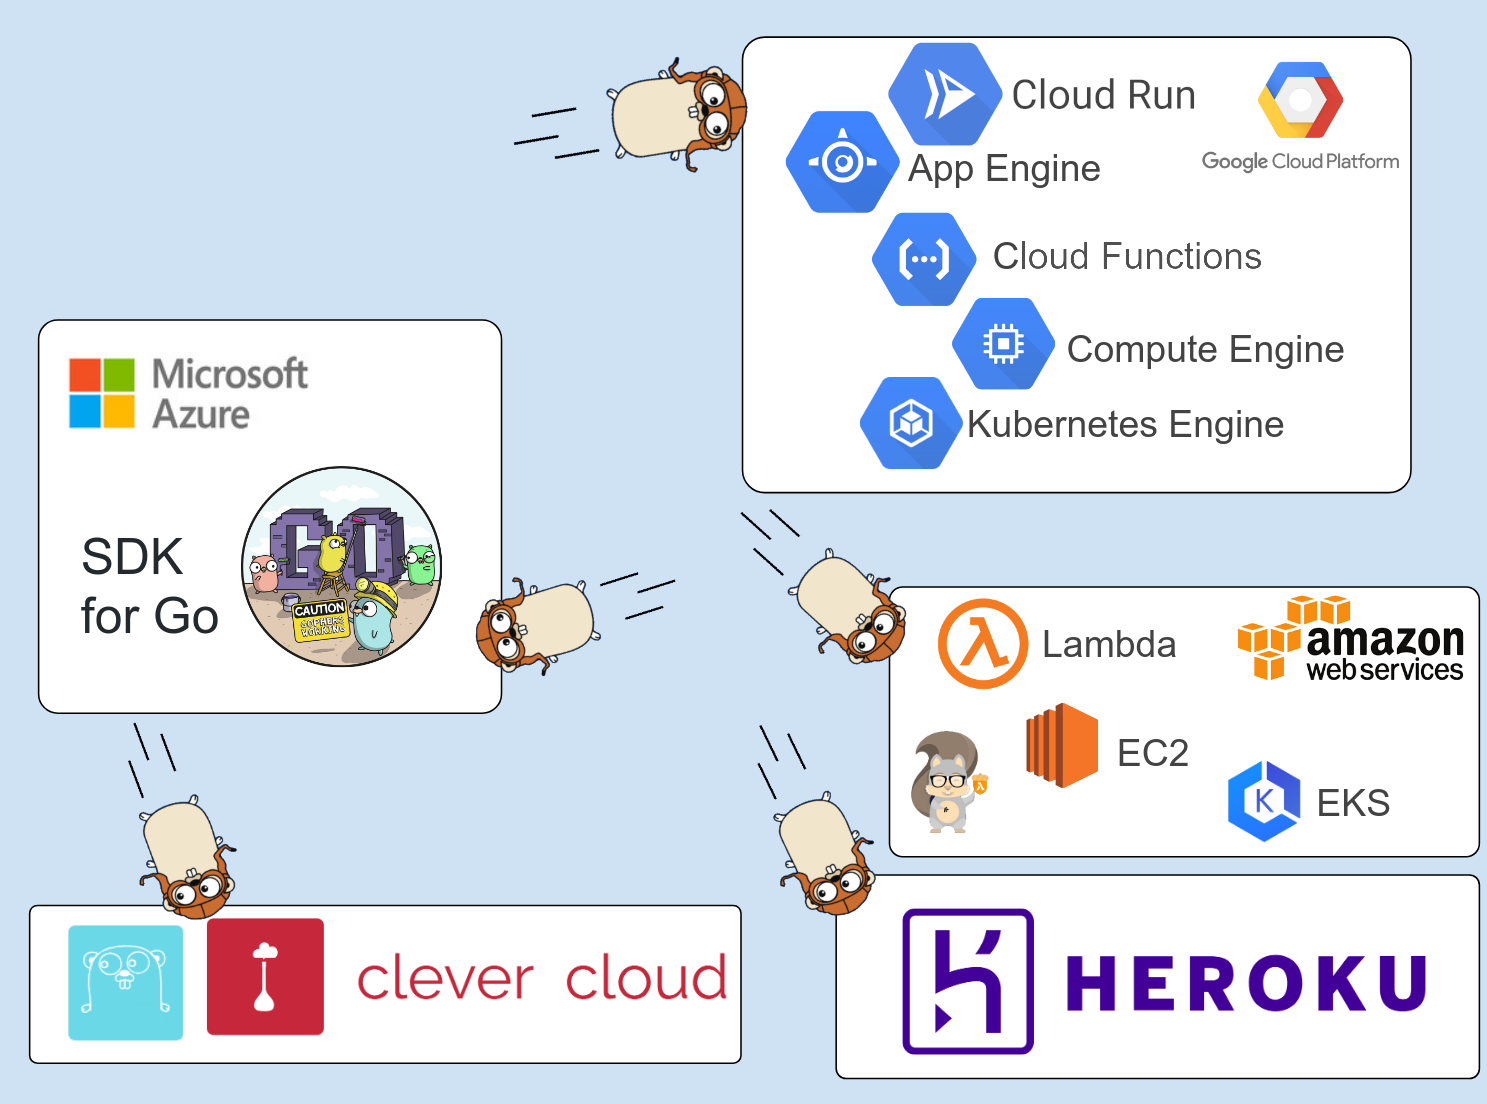 Cloud Run
Google Cloud Platform
App Engine
Cloud Functions
Compute Engine
Kubernetes Engine
Microsoft
Azure
SDK
for Go
GO
CAUTION
GOPHERS
WORKING
Lambda
amazon
web services
EC2
K
EKS
clever cloud
HEROKU